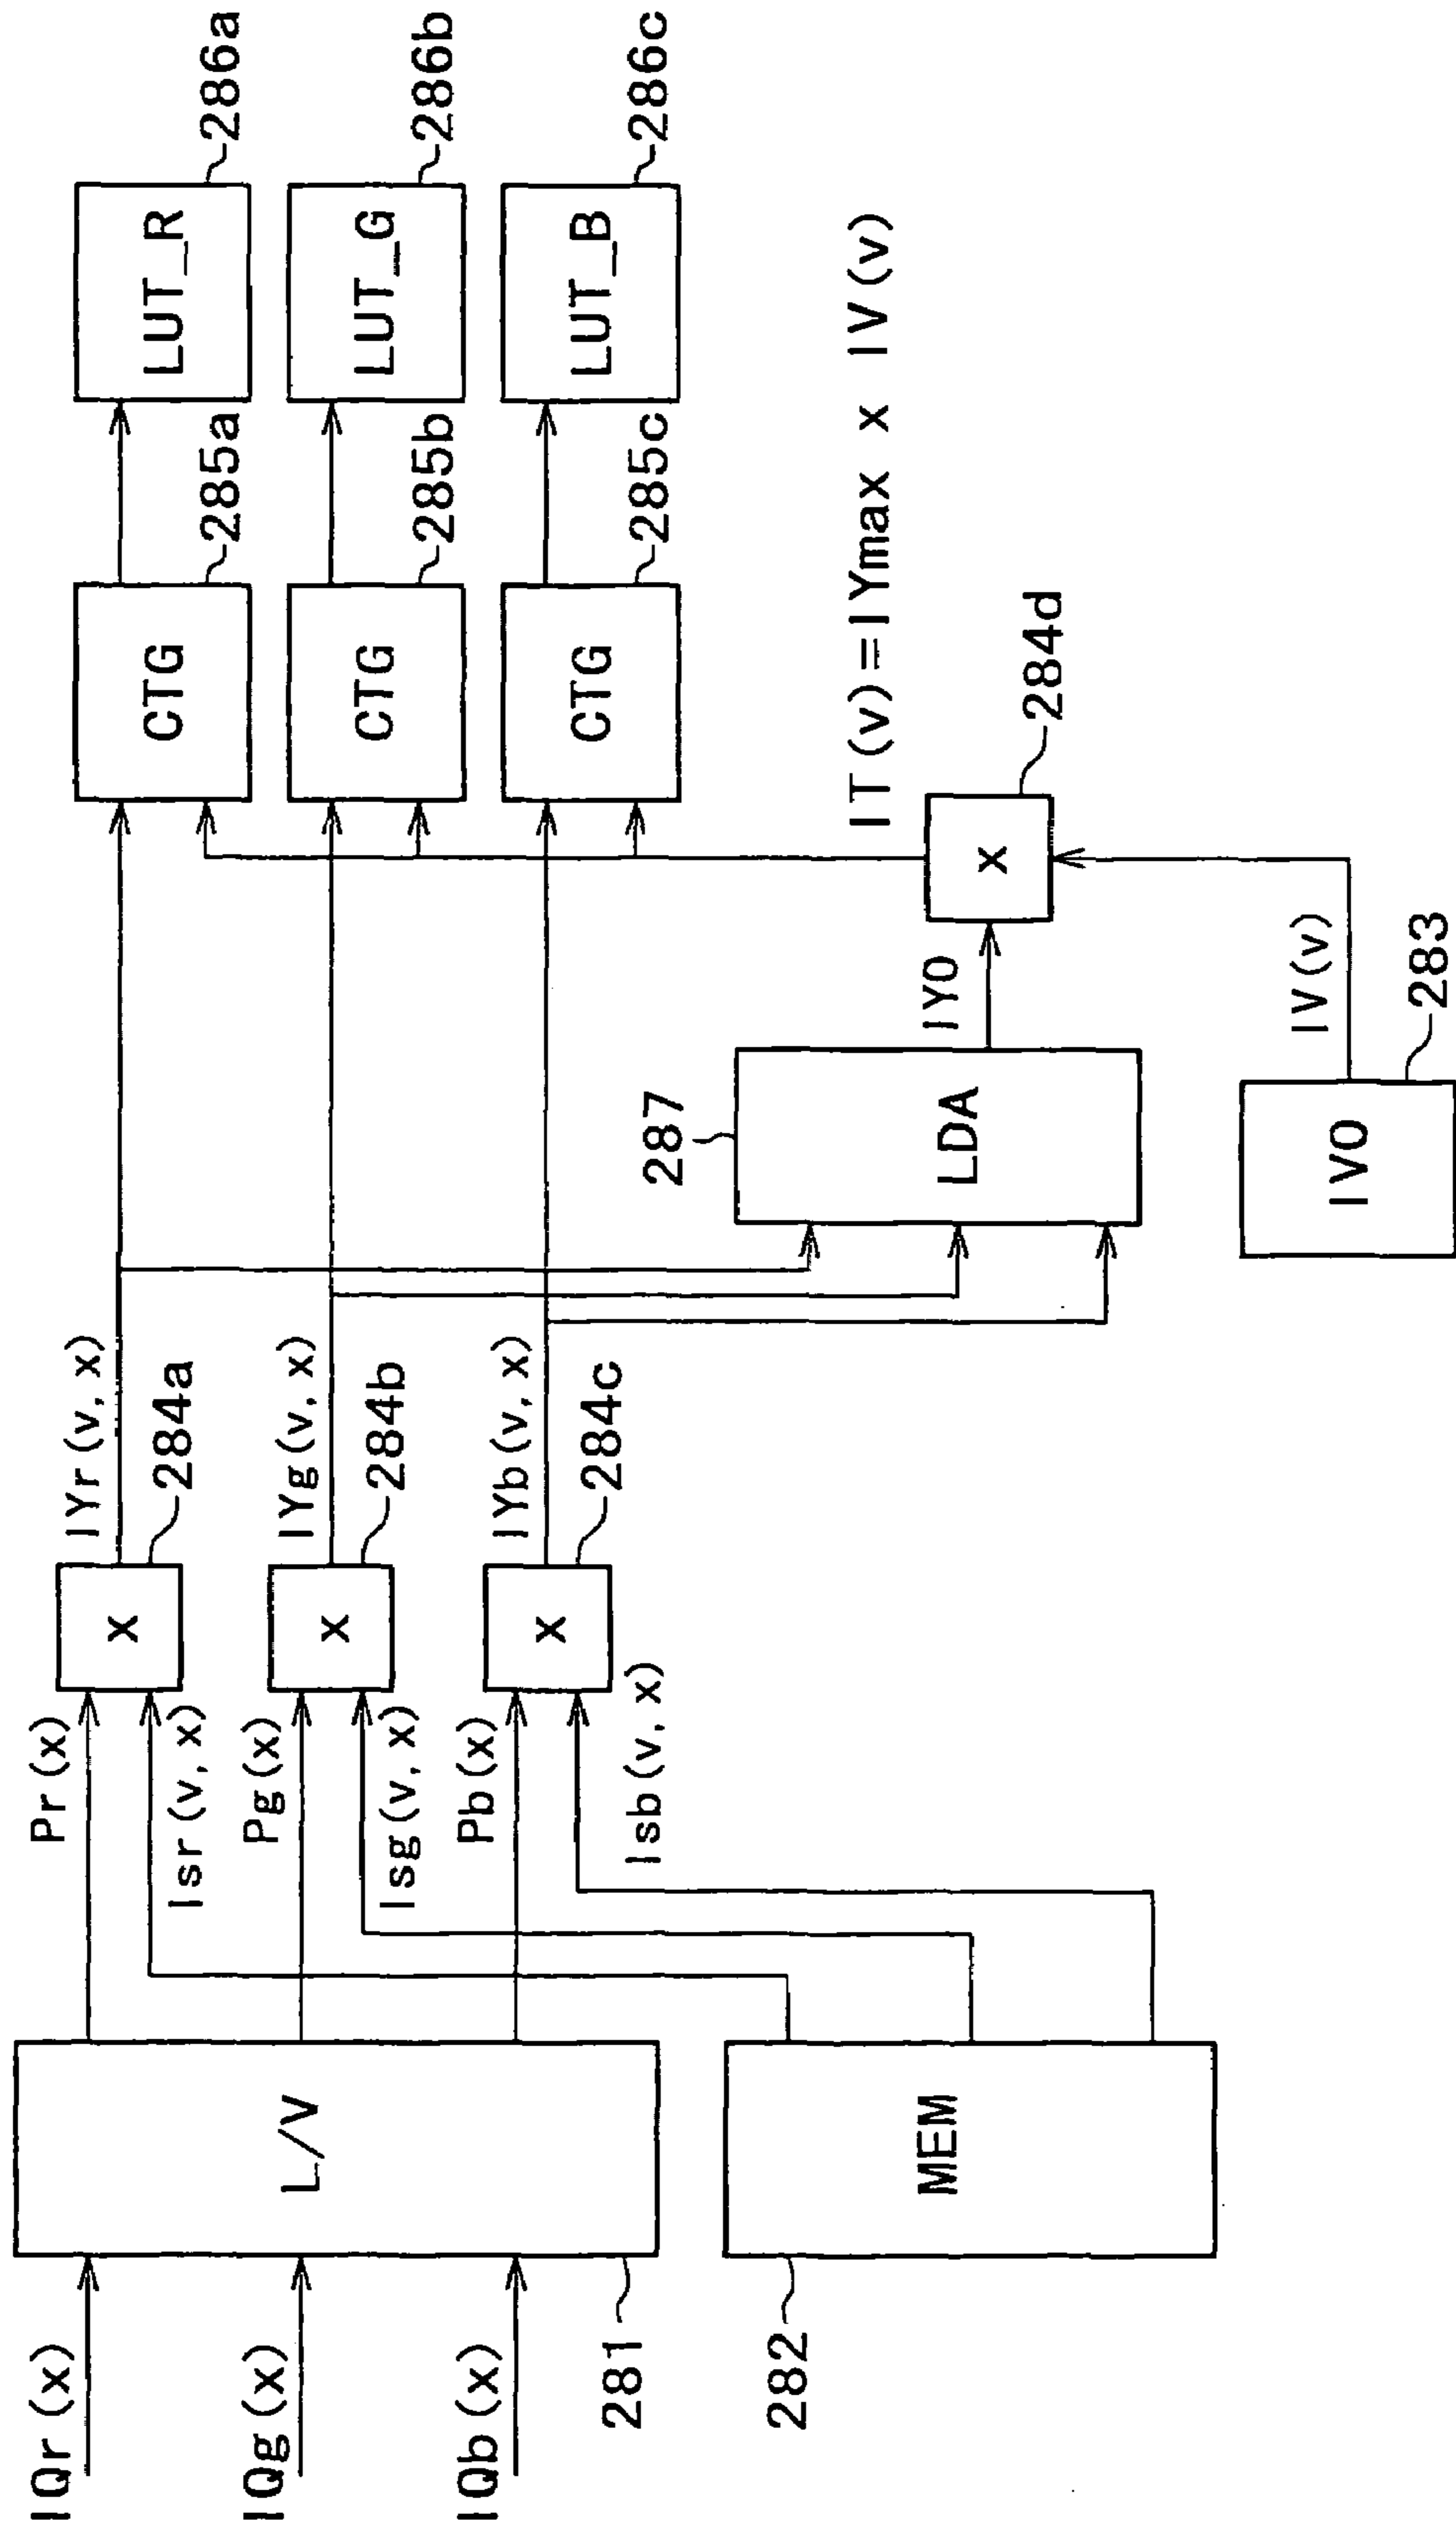 IQr(x)
IQg(x)
IQb(x)
L/V
281
MEM
282
Pr(x)
Isr(v,x)
Pg(x)
Isg(v,x)
Pb(x)
Isb(v,x)
x
284a
x
284b
x
284c
IYr(v,x)
IYg(v,x)
IYb(v,x)
287
LDA
IY0
IV0
283
IV(v)
x
284d
IT(v)=IYmax x IV(v)
CTG
285a
CTG
285b
CTG
285c
LUT_R
286a
LUT_G
286b
LUT_B
286c